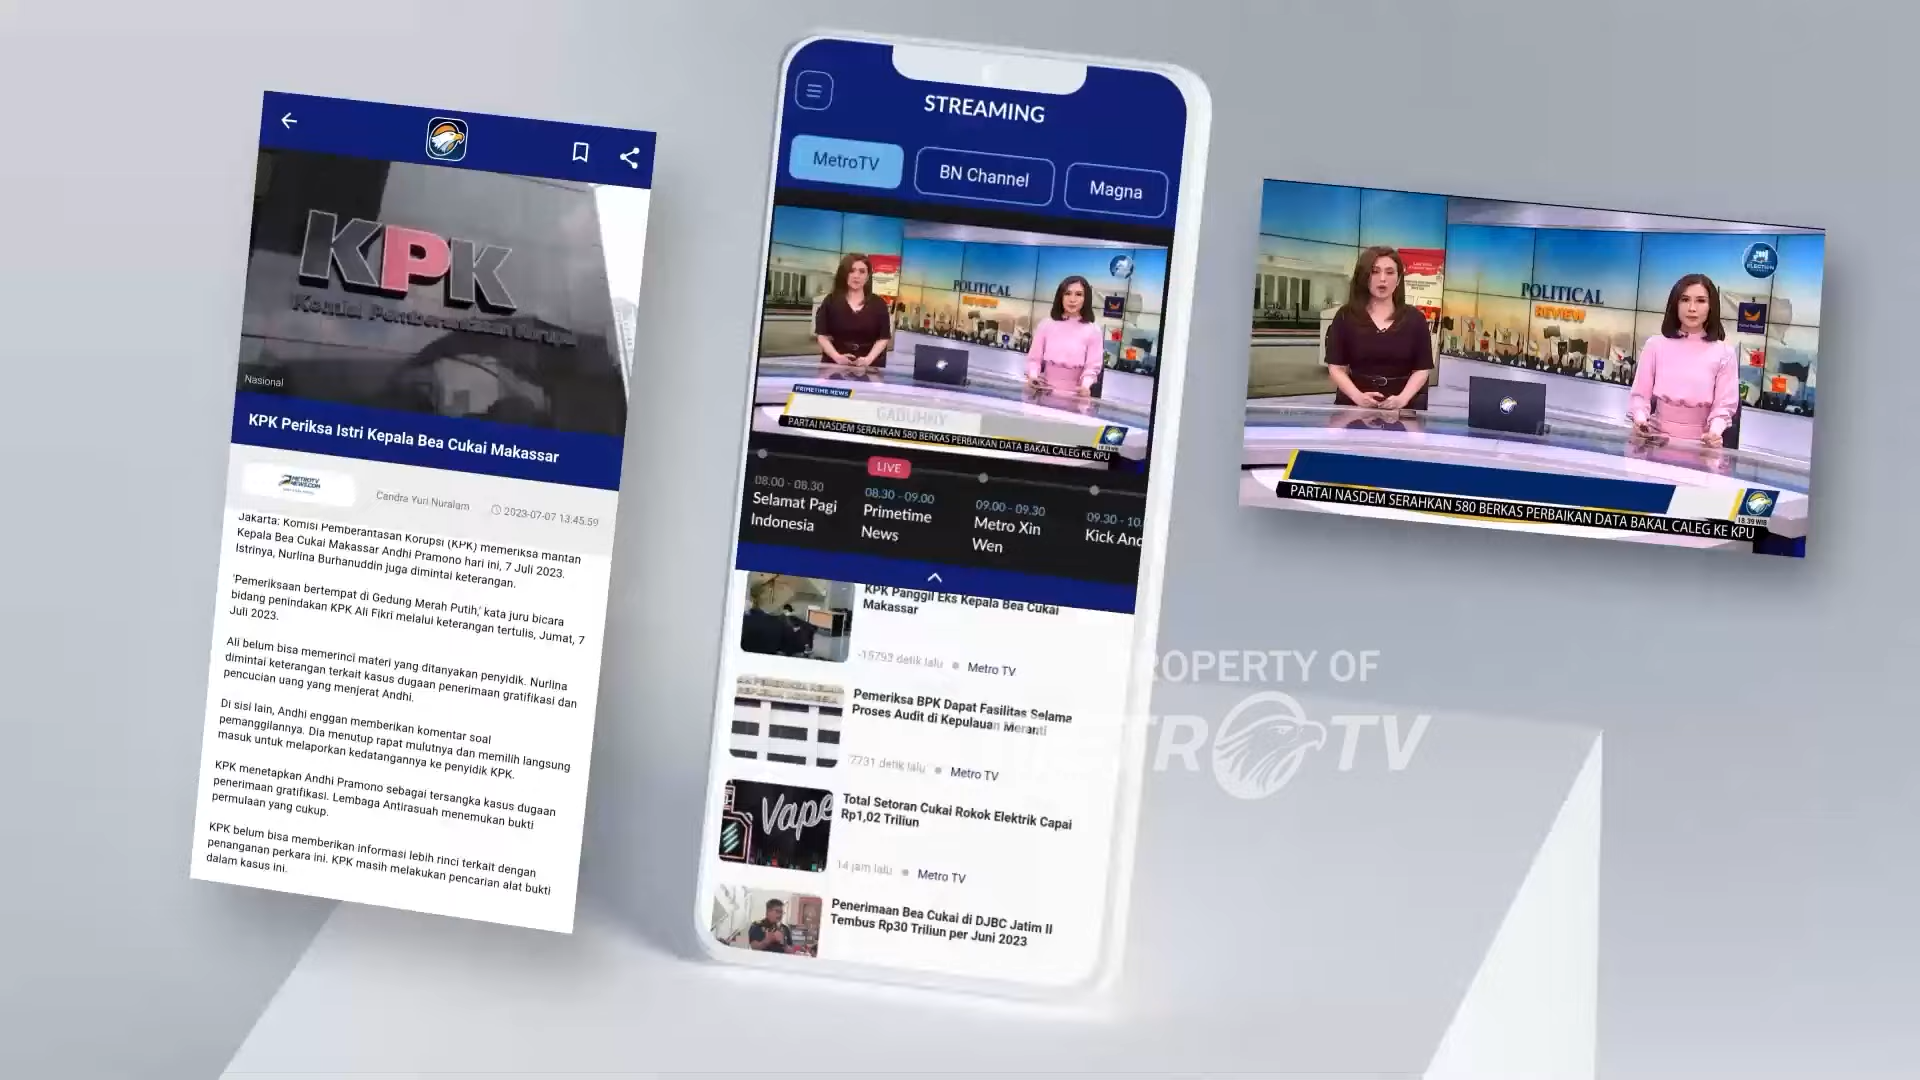 KPK
Komisi Pemberantasan Korupsi
Nasional
KPK Periksa Istri Kepala Bea Cukai Makassar
METROTV
NEWS.COM
Candra Yuri Nuralam
2023-07-07 13:45:59
Jakarta: Komisi Pemberantasan Korupsi (KPK) memeriksa mantan
Kepala Bea Cukai Makassar Andhi Pramono hari ini, 7 Juli 2023.
Istrinya, Nurlina Burhanuddin juga dimintai keterangan.
'Pemeriksaan bertempat di Gedung Merah Putih,' kata juru bicara
bidang penindakan KPK Ali Fikri melalui keterangan tertulis, Jumat, 7
Juli 2023.
Ali belum bisa memerinci materi yang ditanyakan penyidik. Nurlina
dimintai keterangan terkait kasus dugaan penerimaan gratifikasi dan
pencucian uang yang menjerat Andhi.
Di sisi lain, Andhi enggan memberikan komentar soal
pemanggilannya. Dia menutup rapat mulutnya dan memilih langsung
masuk untuk melaporkan kedatangannya ke penyidik KPK.
KPK menetapkan Andhi Pramono sebagai tersangka kasus dugaan
penerimaan gratifikasi. Lembaga Antirasuah menemukan bukti
permulaan yang cukup.
KPK belum bisa memberikan informasi lebih rinci terkait dengan
penanganan perkara ini. KPK masih melakukan pencarian alat bukti
dalam kasus ini.
STREAMING
MetroTV
BN Channel
Magna
POLITICAL
REVIEW
PRIMETIME NEWS
PARTAI NASDEM SERAHKAN 580 BERKAS PERBAIKAN DATA BAKAL CALEG KE KPU
LIVE
08.00 - 08.30
Selamat Pagi
Indonesia
08.30 - 09.00
Primetime
News
09.00 - 09.30
Metro Xin
Wen
09.30 - 10
Kick And
KPK Panggil Eks Kepala Bea Cukai
Makassar
-15793 detik lalu
Metro TV
Pemeriksa BPK Dapat Fasilitas Selama
Proses Audit di Kepulauan Meranti
7731 detik lalu
Metro TV
Vape
Total Setoran Cukai Rokok Elektrik Capai
Rp1,02 Triliun
14 jam lalu
Metro TV
Penerimaan Bea Cukai di DJBC Jatim II
Tembus Rp30 Triliun per Juni 2023
POLITICAL
REVIEW
ELECTION
PARTAI NASDEM SERAHKAN 580 BERKAS PERBAIKAN DATA BAKAL CALEG KE KPU
18.39 WIB
PROPERTY OF
METRO TV